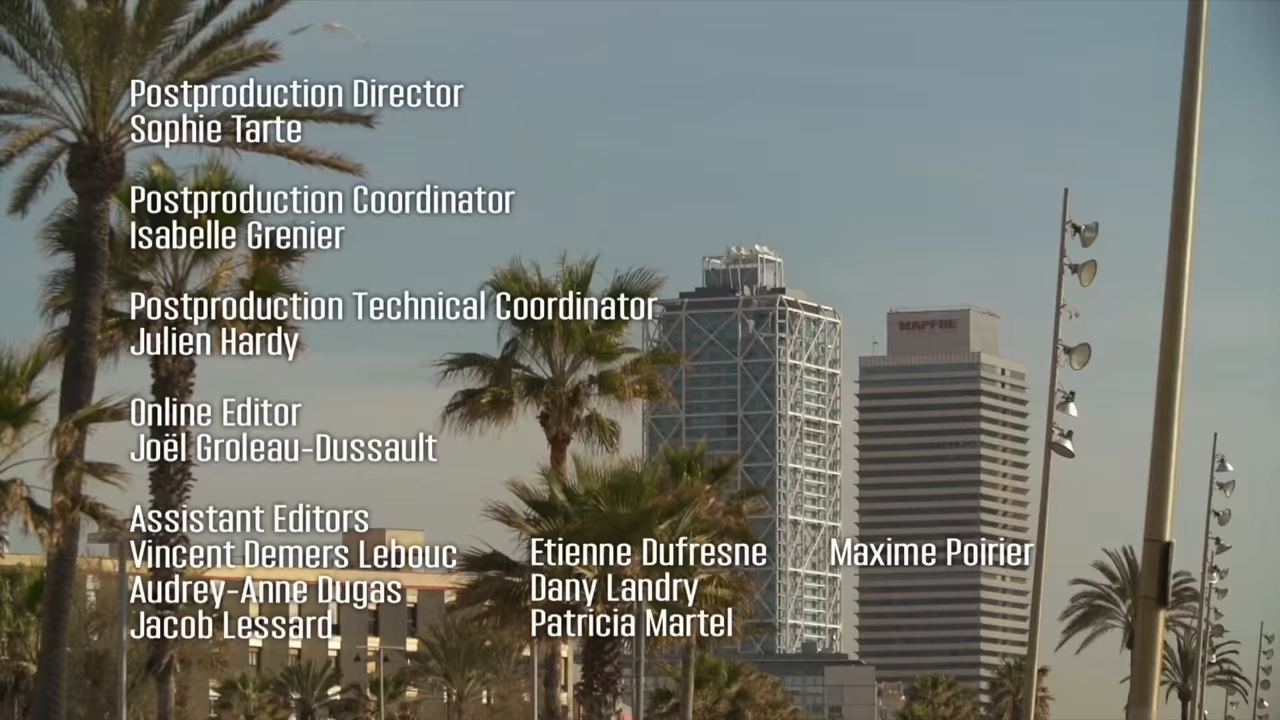 Postproduction Director
Sophie Tarte
Postproduction Coordinator
Isabelle Grenier
Postproduction Technical Coordinator
Julien Hardy
Online Editor
Joël Groleau-Dussault
Assistant Editors
Vincent Demers Lebouc
Audrey-Anne Dugas
Jacob Lessard
Etienne Dufresne
Dany Landry
Patricia Martel
Maxime Poirier
MAPFRE